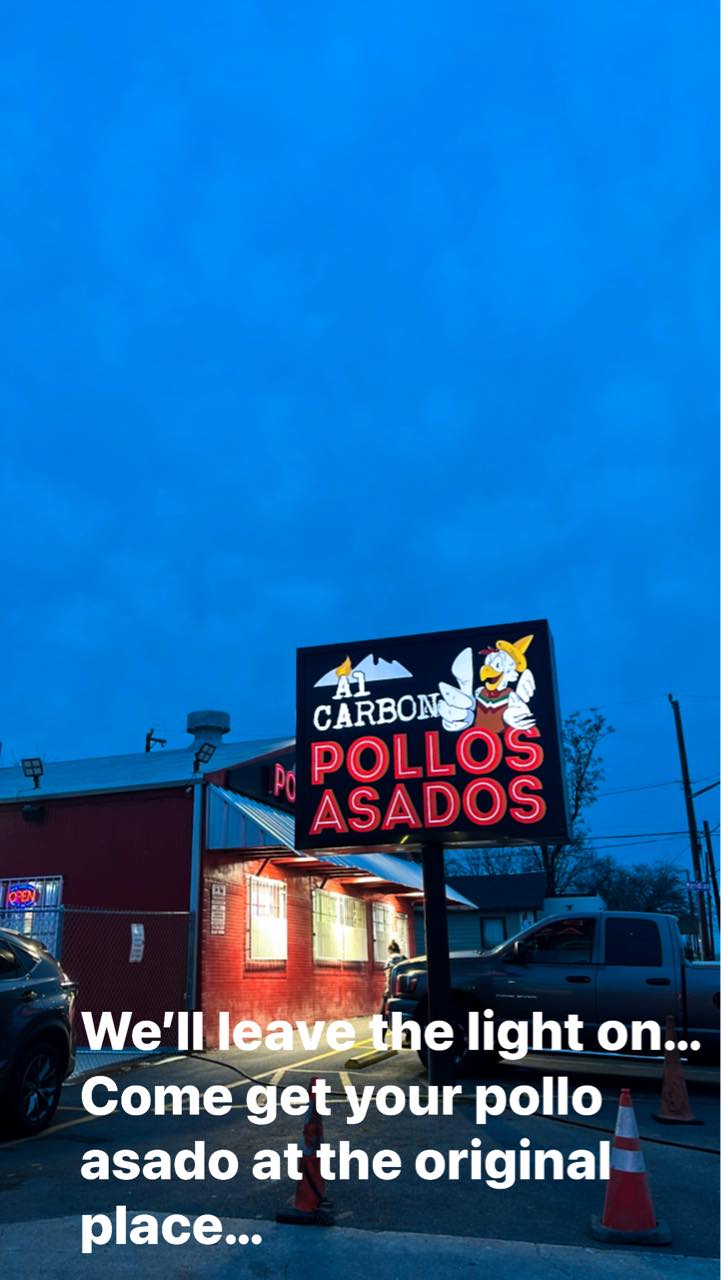 Al
CARBON
POLLOS
ASADOS
PO
OPEN
We’ll leave the light on...
Come get your pollo
asado at the original
place...